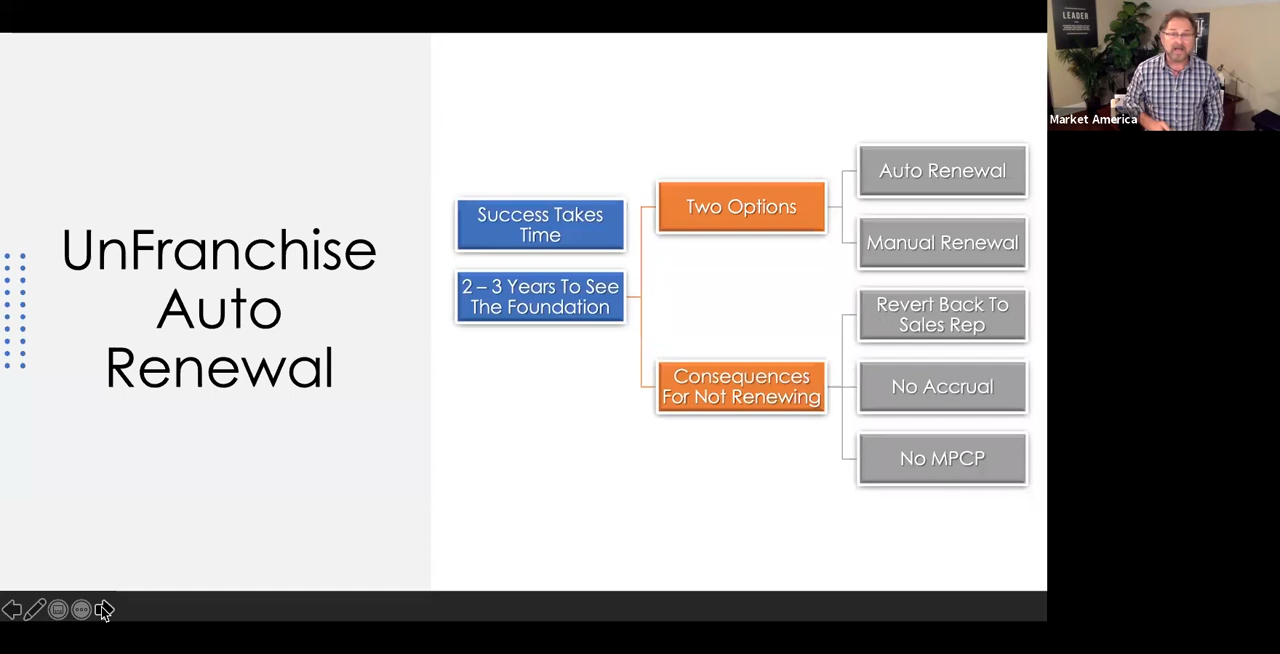 UnFranchise
Auto
Renewal
Success Takes
Time
2 – 3 Years To See
The Foundation
Two Options
Consequences
For Not Renewing
Auto Renewal
Manual Renewal
Revert Back To
Sales Rep
No Accrual
No MPCP
LEADER
Market America